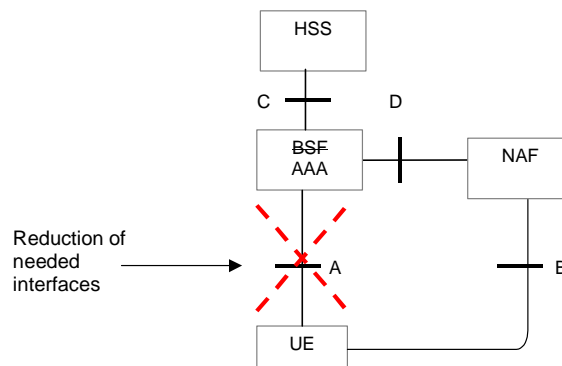 HSS
C
D
BSF
AAA
NAF
Reduction of
needed
interfaces
A
UE